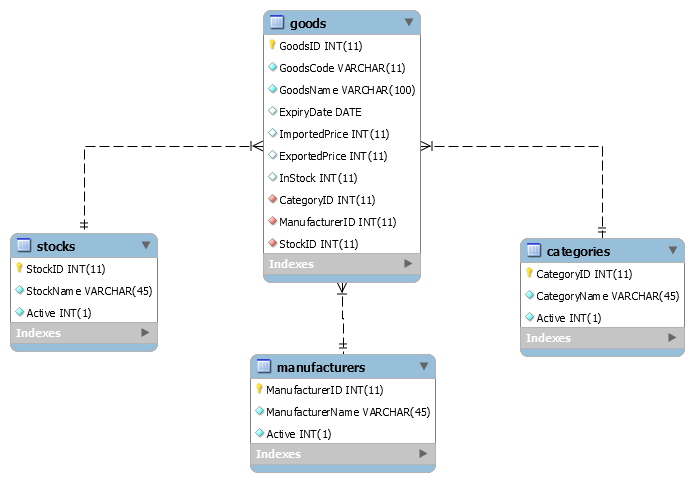 goods
GoodsID INT(11)
GoodsCode VARCHAR(11)
GoodsName VARCHAR(100)
ExpiryDate DATE
ImportedPrice INT(11)
ExportedPrice INT(11)
InStock INT(11)
CategoryID INT(11)
ManufacturerID INT(11)
StockID INT(11)
Indexes
stocks
StockID INT(11)
StockName VARCHAR(45)
Active INT(1)
Indexes
categories
CategoryID INT(11)
CategoryName VARCHAR(45)
Active INT(1)
Indexes
manufacturers
ManufacturerID INT(11)
ManufacturerName VARCHAR(45)
Active INT(1)
Indexes